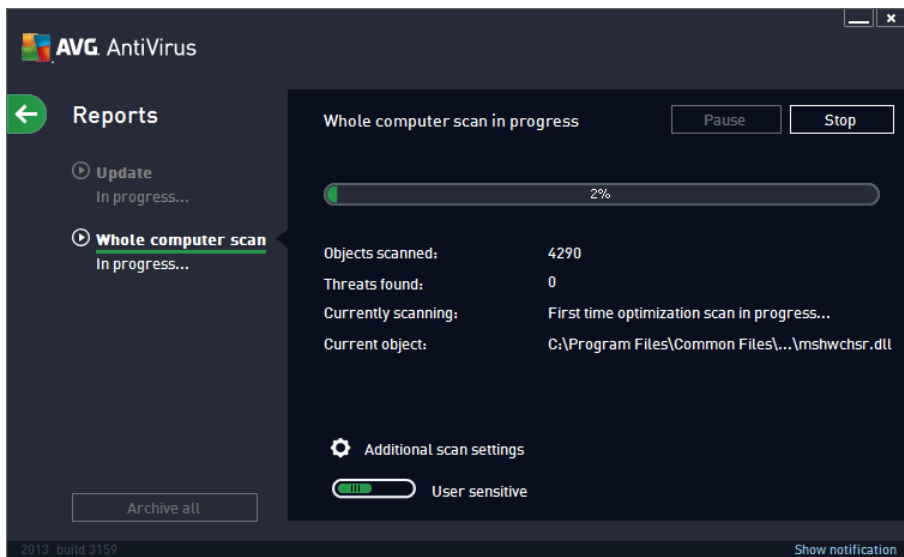 AVG. AntiVirus
Reports
Update
In progress...
Whole computer scan
In progress...
Archive all
Whole computer scan in progress
Pause
Stop
2%
Objects scanned: 4290
Threats found: 0
Currently scanning: First time optimization scan in progress...
Current object: C:\Program Files\Common Files\...\mshwchsr.dll
Additional scan settings
User sensitive
2013 build 3159
Show notification